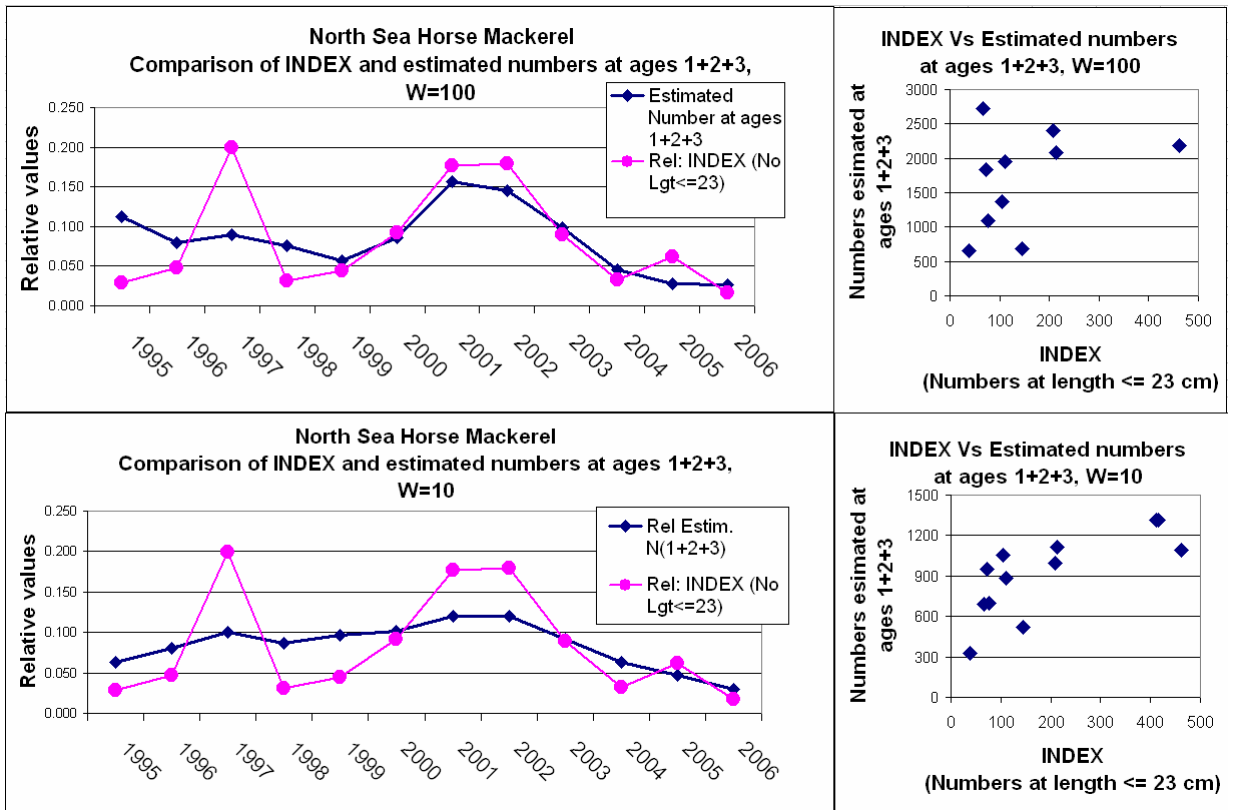 North Sea Horse Mackerel
Comparison of INDEX and estimated numbers at ages 1+2+3,
W=100
Relative values
0.250
0.200
0.150
0.100
0.050
0.000
Estimated
Number at ages
1+2+3
Rel: INDEX (No
Lgt<=23)
1995
1996
1997
1998
1999
2000
2001
2002
2003
2004
2005
2006
INDEX Vs Estimated numbers
at ages 1+2+3, W=100
Numbers esimated at
ages 1+2+3
3000
2500
2000
1500
1000
500
0
0 100 200 300 400 500
INDEX
(Numbers at length <= 23 cm)
North Sea Horse Mackerel
Comparison of INDEX and estimated numbers at ages 1+2+3,
W=10
Relative values
0.250
0.200
0.150
0.100
0.050
0.000
Rel Estim.
N(1+2+3)
Rel: INDEX (No
Lgt<=23)
1995
1996
1997
1998
1999
2000
2001
2002
2003
2004
2005
2006
INDEX Vs Estimated numbers
at ages 1+2+3, W=10
Numbers esimated at
ages 1+2+3
1500
1200
900
600
300
0
0 100 200 300 400 500
INDEX
(Numbers at length <= 23 cm)